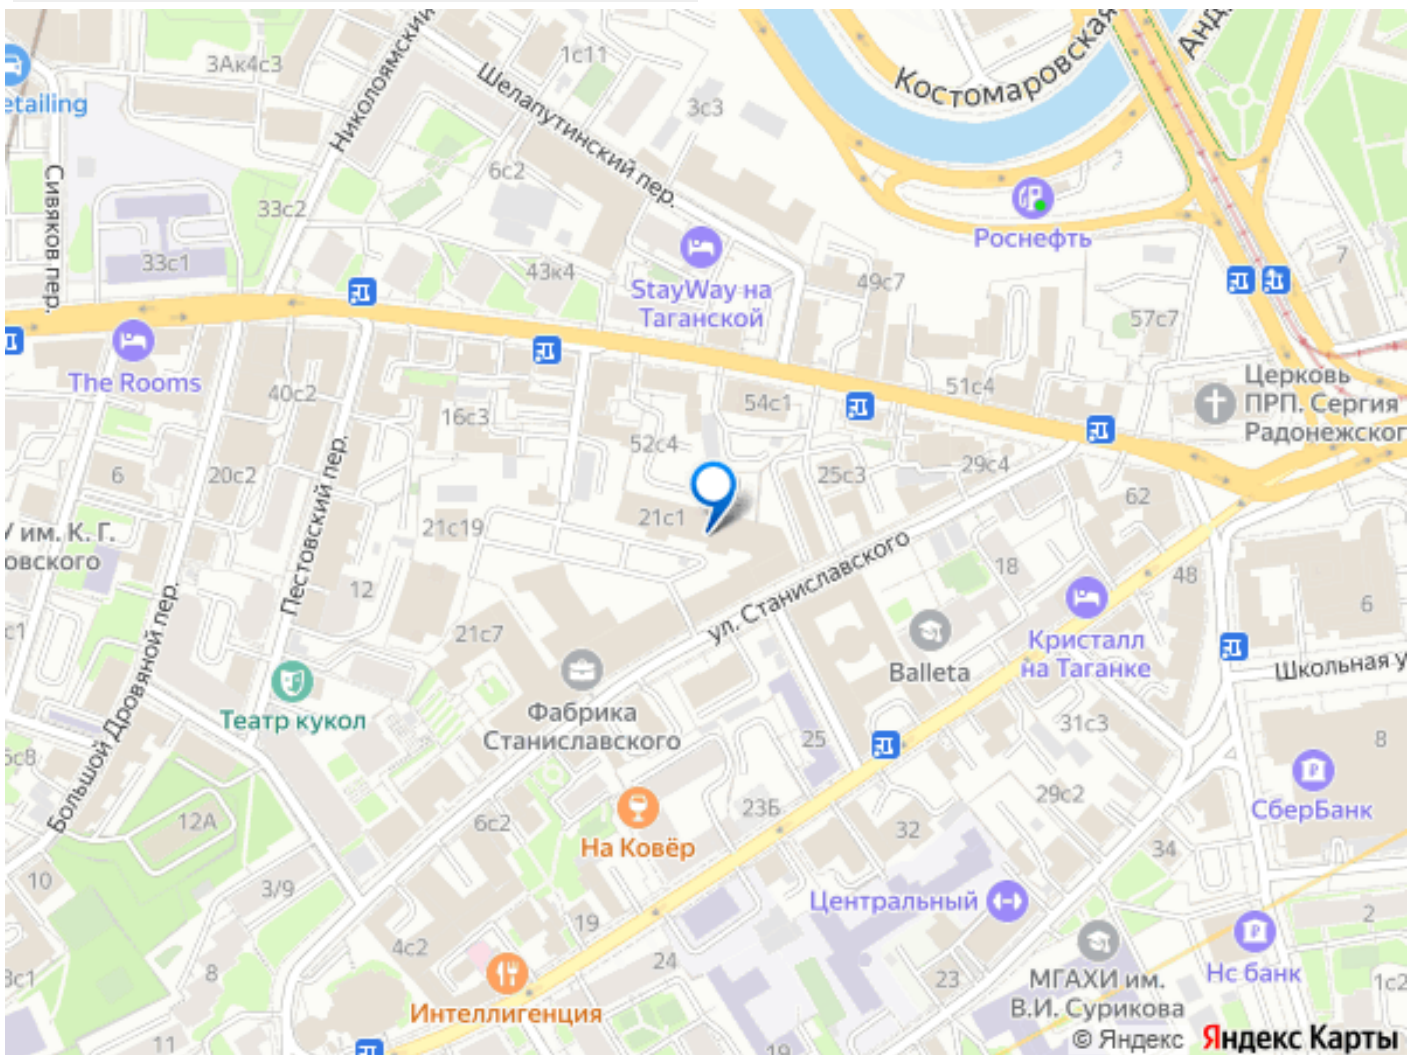 Костомаровская
1с11
3Ак4с3
Николоямский
Шелапутинский пер.
etailing
3с3
6с2
Сивяков пер.
33с2
Роснефть
33с1
43к4
StayWay на
Таганской
49с7
7
57с7
The Rooms
40с2
16с3
54с1
51с4
Церковь
ПРП. Сергия
Радонежског
52с4
6
20с2
25с3
29с4
62
Пестовский пер.
21с19
21с1
им. К. Г.
овского
ул. Станиславского
18
48
12
6
с1
21с7
Balleta
Кристалл
на Таганке
Школьная у
Большой Дровяной пер.
Театр кукол
Фабрика
Станиславского
25
31с3
8
6с8
СберБанк
12А
6с2
23Б
29с2
32
На Ковёр
34
10
3/9
Центральный
2
19
4с2
24
8
3с1
23
МГАХИ им.
В.И. Сурикова
Нс банк
1с2
Интеллигенция
11
19
© Яндекс Яндекс Карты